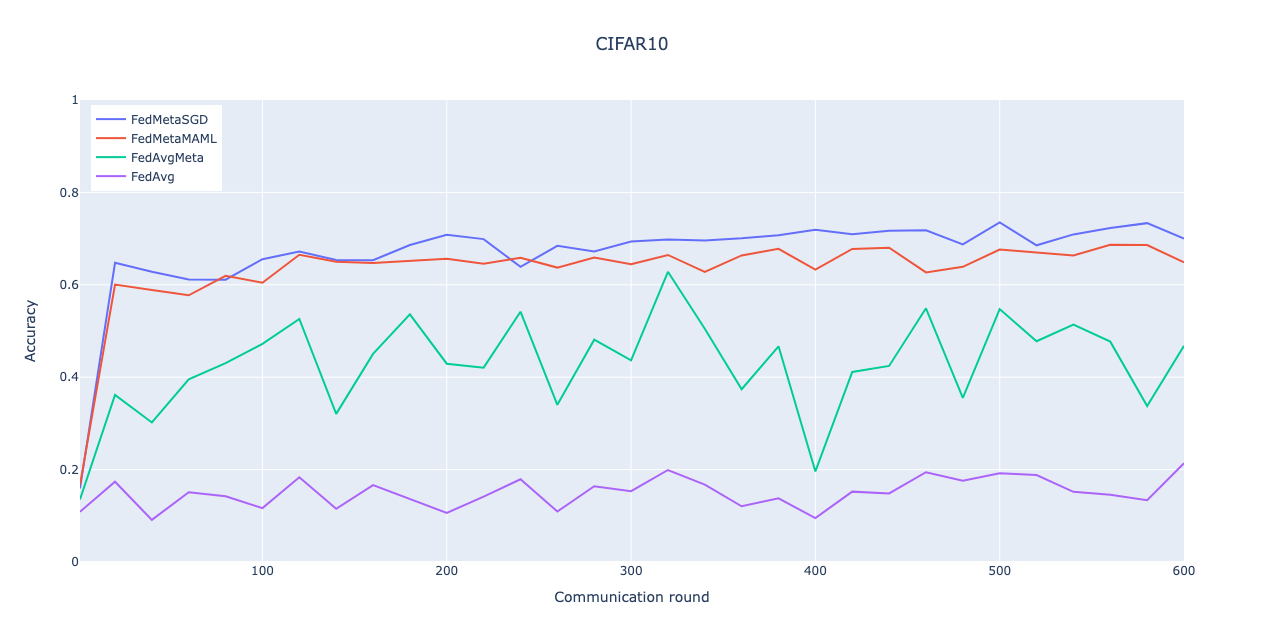 CIFAR10
FedMetaSGD
FedMetaMAML
FedAvgMeta
FedAvg
1
0.8
0.6
0.4
0.2
0
Accuracy
100 200 300 400 500 600
Communication round